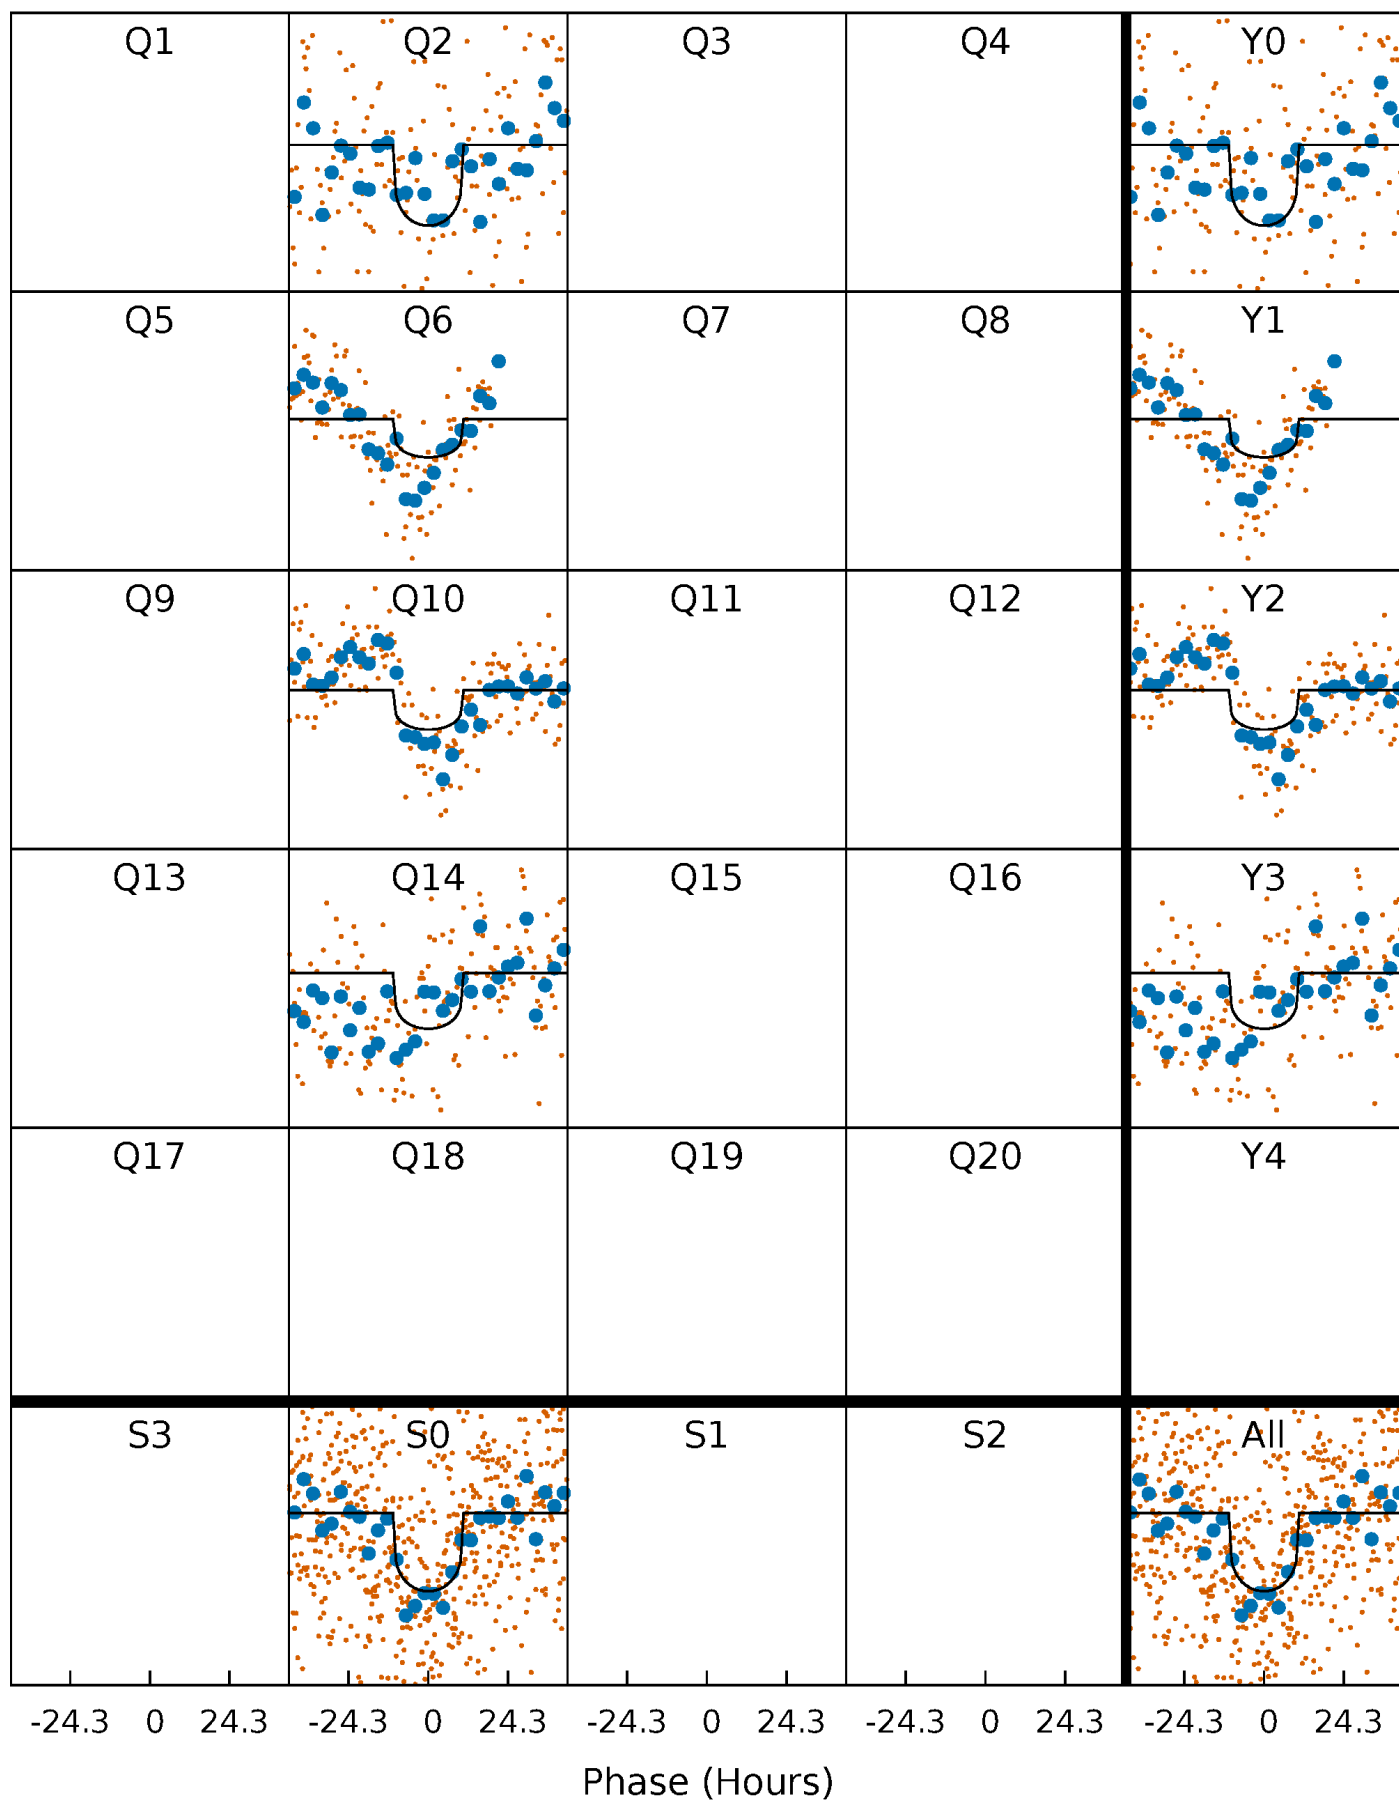 Q1 Q2 Q3 Q4 Y0
Q5 Q6 Q7 Q8 Y1
Q9 Q10 Q11 Q12 Y2
Q13 Q14 Q15 Q16 Y3
Q17 Q18 Q19 Q20 Y4
S3 S0 S1 S2 All
-24.3 0 24.3 -24.3 0 24.3 -24.3 0 24.3 -24.3 0 24.3 -24.3 0 24.3
Phase (Hours)